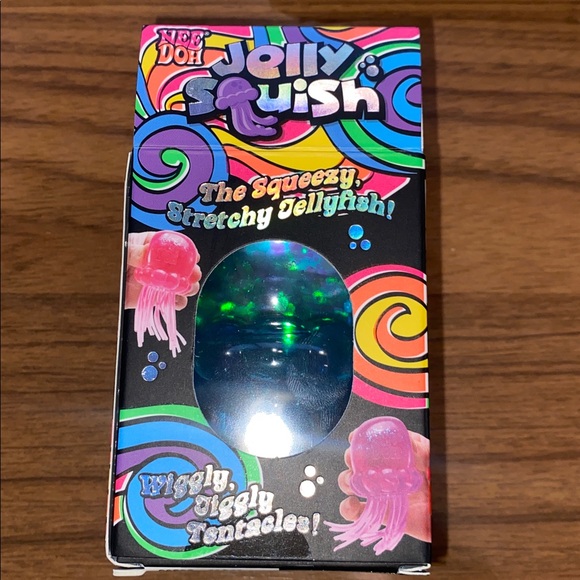 NEE
DOH
Jelly
Squish
The Squeezy,
Stretchy Jellyfish!
Wiggly,
Jiggly
Tentacles!